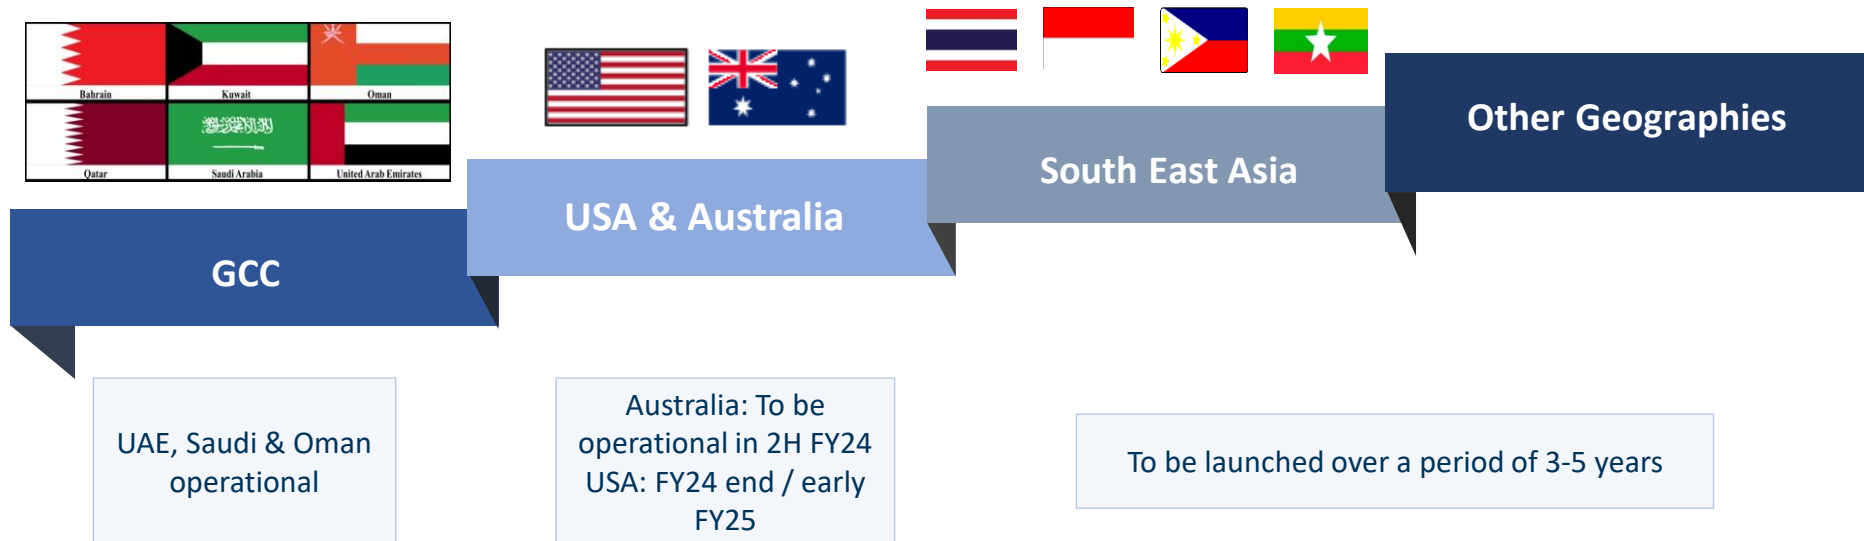 Bahrain
Kuwait
Oman
Qatar
Saudi Arabia
United Arab Emirates
GCC
USA & Australia
South East Asia
Other Geographies
UAE, Saudi & Oman
operational
Australia: To be
operational in 2H FY24
USA: FY24 end / early
FY25
To be launched over a period of 3-5 years